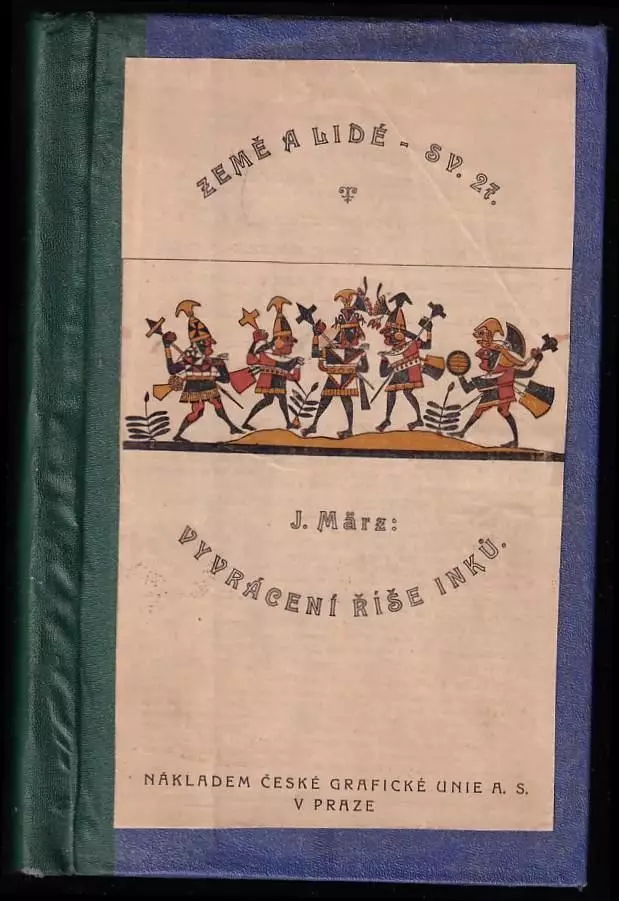 ZEMĚ A LIDÉ - SV. 27.
J. März:
VYVRÁCENÍ ŘÍŠE INKŮ.
NÁKLADEM ČESKÉ GRAFICKÉ UNIE A. S.
V PRAZE